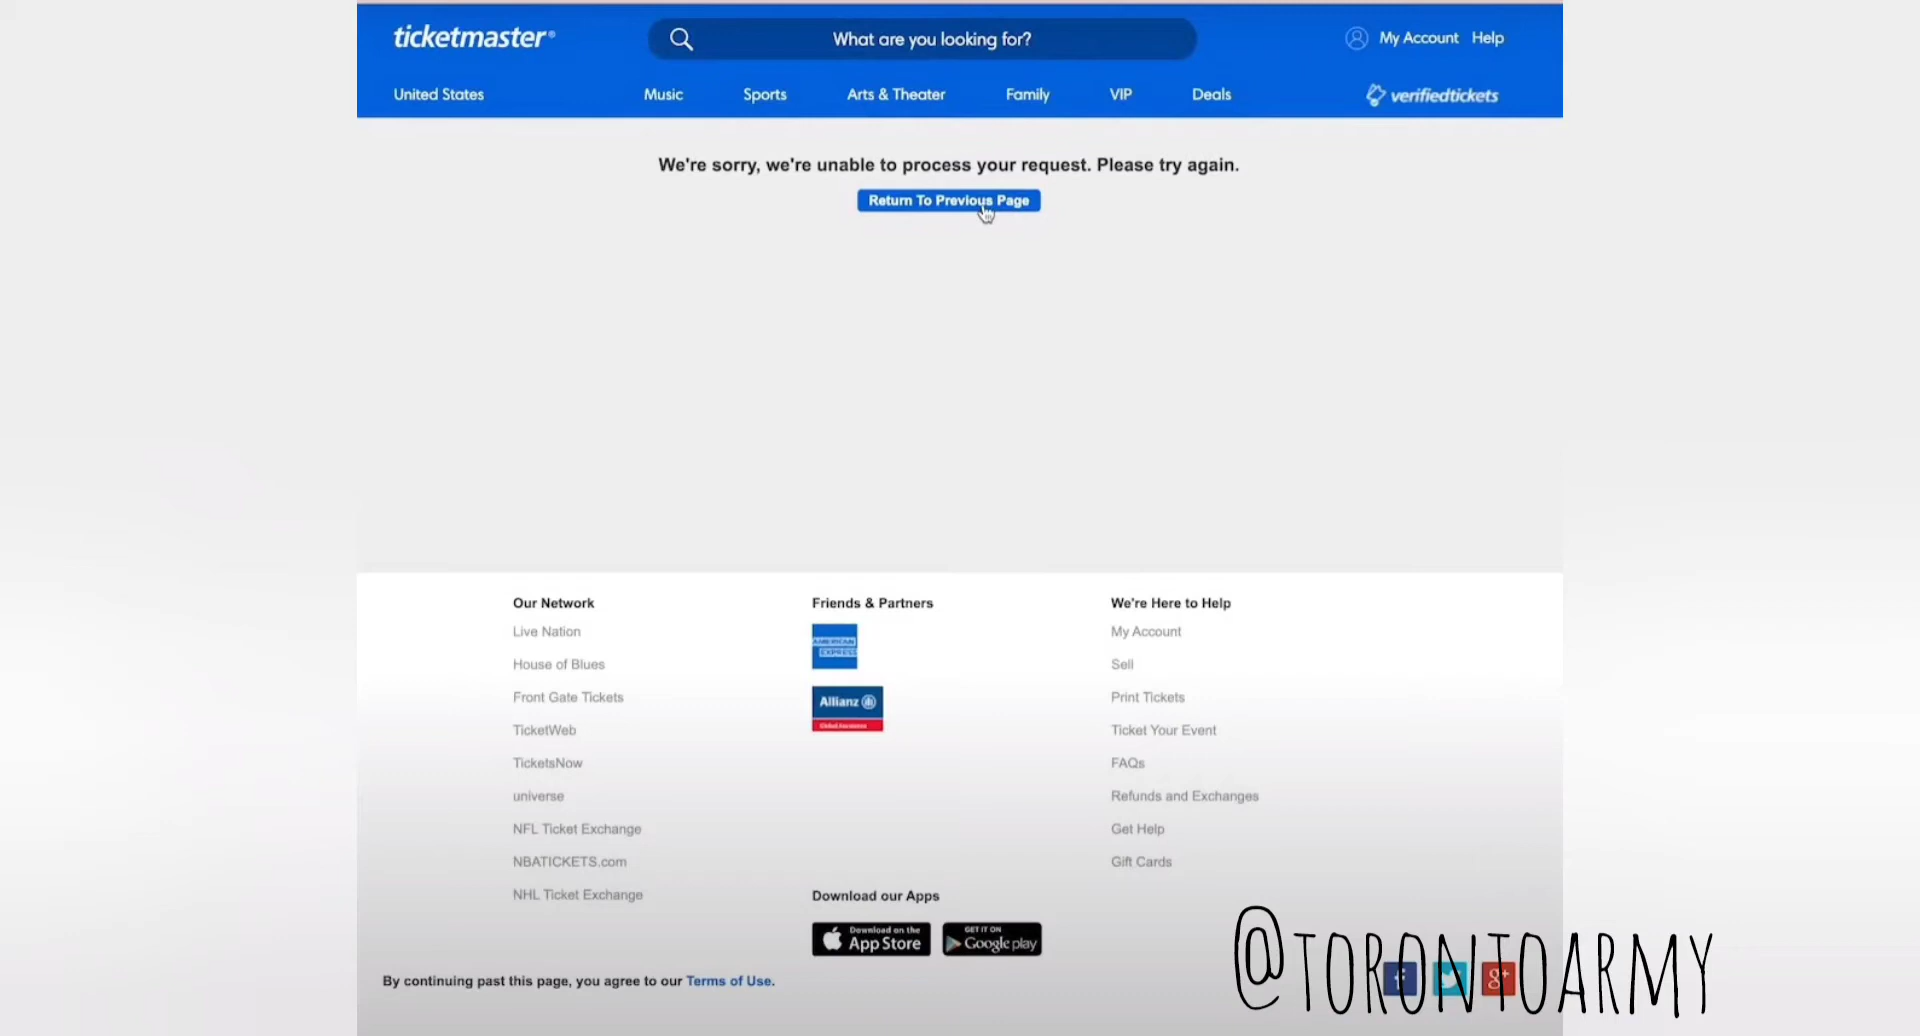 ticketmaster®
What are you looking for?
My Account Help
United States Music Sports Arts & Theater Family VIP Deals verifiedtickets
We're sorry, we're unable to process your request. Please try again.
Return To Previous Page
Our Network
Live Nation
House of Blues
Front Gate Tickets
TicketWeb
TicketsNow
universe
NFL Ticket Exchange
NBATICKETS.com
NHL Ticket Exchange
Friends & Partners
AMERICAN
EXPRESS
Allianz
Global Assistance
Download our Apps
Download on the
App Store
GET IT ON
Google play
We're Here to Help
My Account
Sell
Print Tickets
Ticket Your Event
FAQs
Refunds and Exchanges
Get Help
Gift Cards
By continuing past this page, you agree to our Terms of Use.
f
g+
@TORONTOARMY